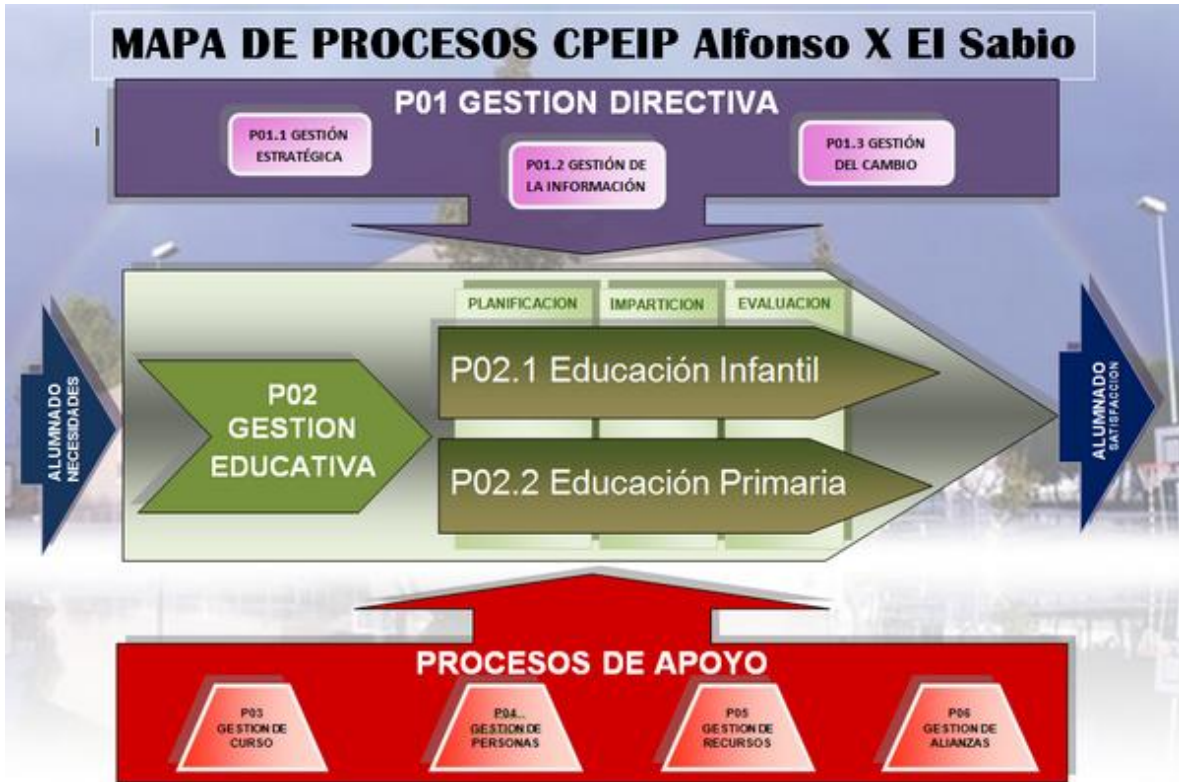 MAPA DE PROCESOS CPEIP Alfonso X El Sabio
P01 GESTION DIRECTIVA
P01.1 GESTIÓN
ESTRATÉGICA
P01.2 GESTIÓN DE
LA INFORMACIÓN
P01.3 GESTIÓN
DEL CAMBIO
ALUMNADO
NECESIDADES
P02
GESTION
EDUCATIVA
PLANIFICACION
IMPARTICION
EVALUACION
P02.1 Educación Infantil
P02.2 Educación Primaria
ALUMNADO
SATISFACCION
PROCESOS DE APOYO
P03
GESTION DE
CURSO
P04
GESTION DE
PERSONAS
P05
GESTION DE
RECURSOS
P06
GESTION DE
ALIANZAS